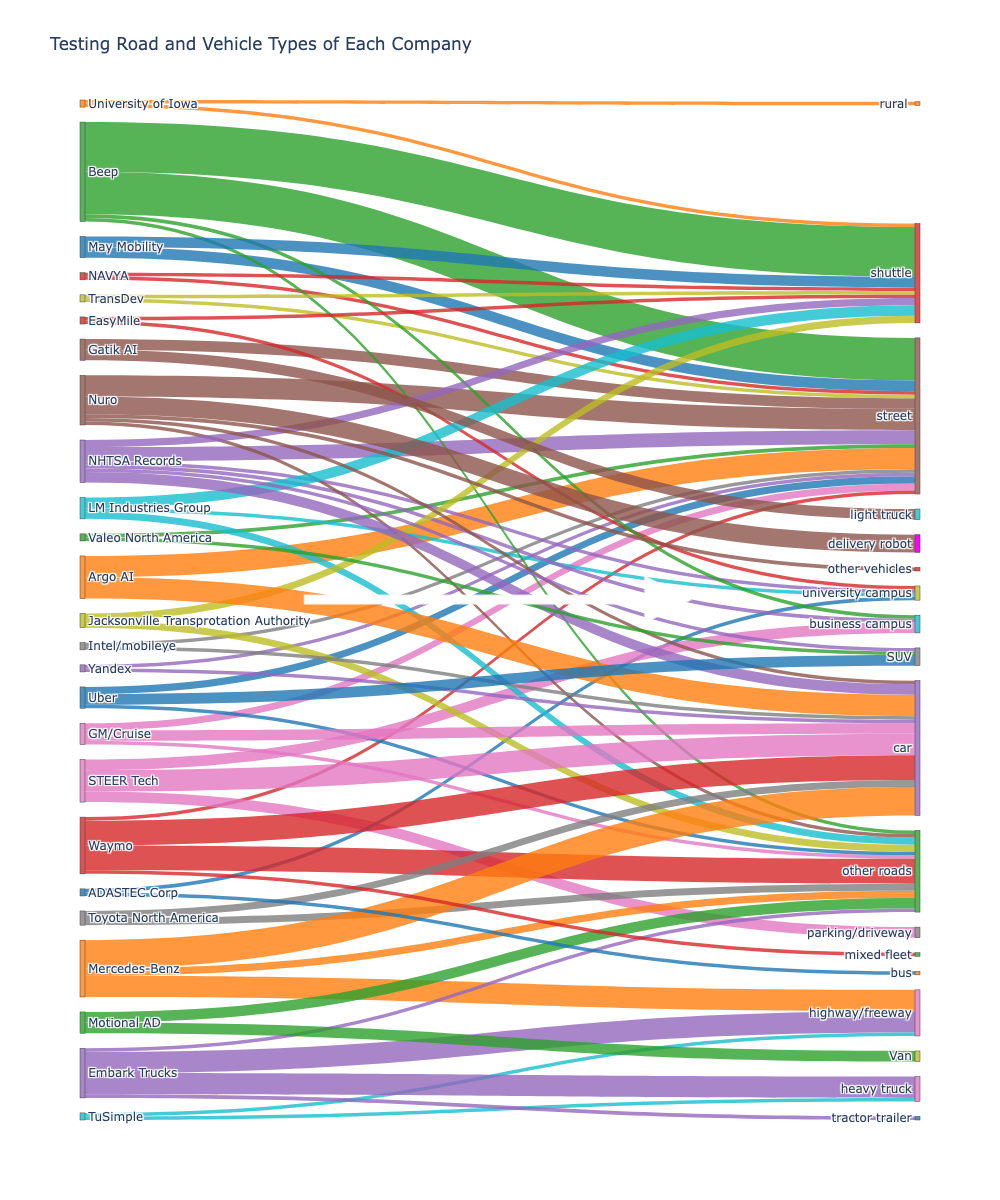 Testing Road and Vehicle Types of Each Company
University of Iowa
rural
Beep
May Mobility
shuttle
NAVYA
TransDev
EasyMile
Gatik AI
Nuro
street
NHTSA Records
LM Industries Group
light truck
Valeo North America
delivery robot
other vehicles
Argo AI
university campus
Jacksonville Transprotation Authority
business campus
Intel/mobileye
SUV
Yandex
Uber
GM/Cruise
car
STEER Tech
Waymo
other roads
ADASTEC Corp
Toyota North America
parking/driveway
mixed fleet
Mercedes-Benz
bus
highway/freeway
Motional AD
Van
Embark Trucks
heavy truck
TuSimple
tractor trailer